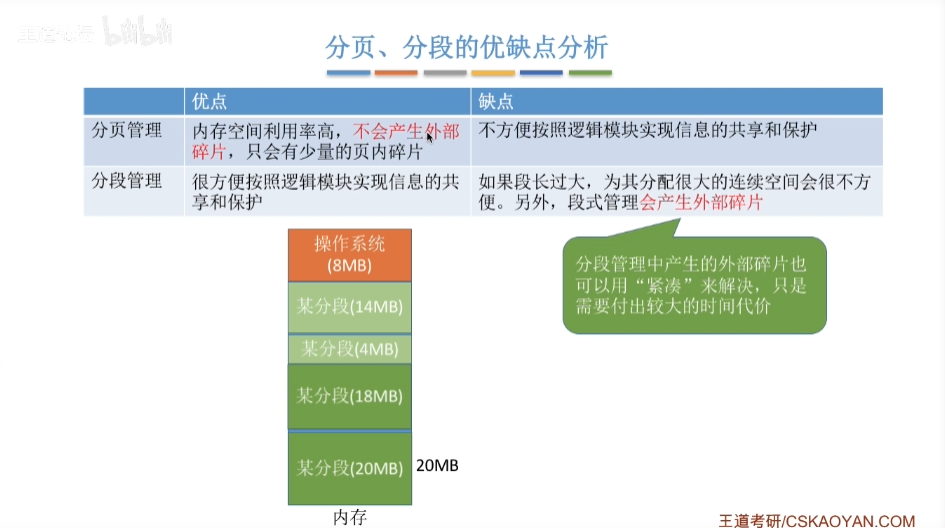 bilibili
分页、分段的优缺点分析
优点 缺点
分页管理 内存空间利用率高，不会产生外部碎片，只会有少量的页内碎片 不方便按照逻辑模块实现信息的共享和保护
分段管理 很方便按照逻辑模块实现信息的共享和保护 如果段长过大，为其分配很大的连续空间会很不方便。另外，段式管理会产生外部碎片
操作系统
(8MB)
某分段(14MB)
某分段(4MB)
某分段(18MB)
某分段(20MB) 20MB
内存
分段管理中产生的外部碎片也
可以用“紧凑”来解决，只是
需要付出较大的时间代价
王道考研/CSKAOYAN.COM